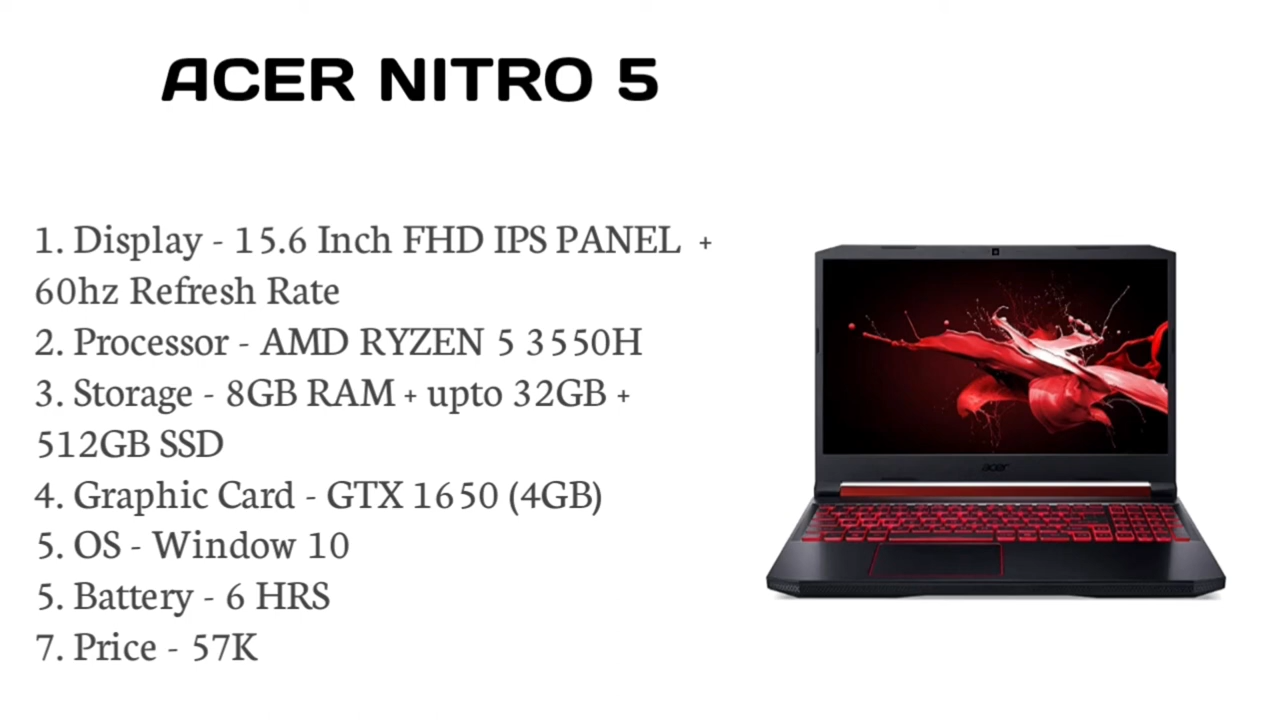 ACER NITRO 5
1. Display - 15.6 Inch FHD IPS PANEL +
60hz Refresh Rate
2. Processor - AMD RYZEN 5 3550H
3. Storage - 8GB RAM + upto 32GB +
512GB SSD
4. Graphic Card - GTX 1650 (4GB)
5. OS - Window 10
5. Battery - 6 HRS
7. Price - 57K
acer